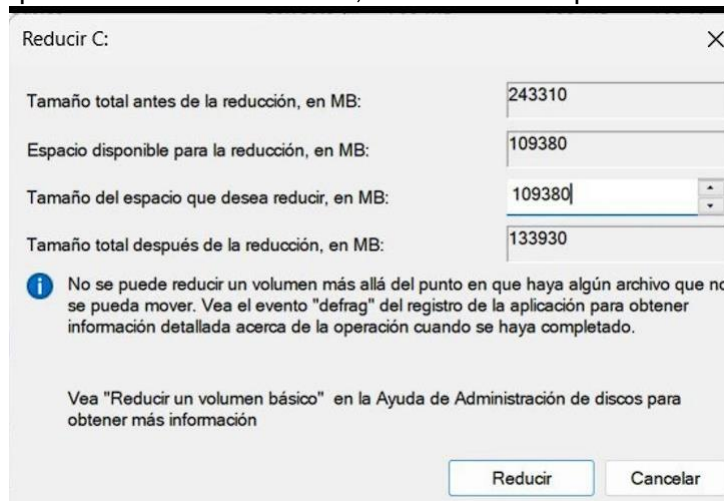 Reducir C:
Tamaño total antes de la reducción, en MB: 243310
Espacio disponible para la reducción, en MB: 109380
Tamaño del espacio que desea reducir, en MB: 109380
Tamaño total después de la reducción, en MB: 133930
No se puede reducir un volumen más allá del punto en que haya algún archivo que no
se pueda mover. Vea el evento "defrag" del registro de la aplicación para obtener
información detallada acerca de la operación cuando se haya completado.
Vea "Reducir un volumen básico" en la Ayuda de Administración de discos para
obtener más información
Reducir Cancelar